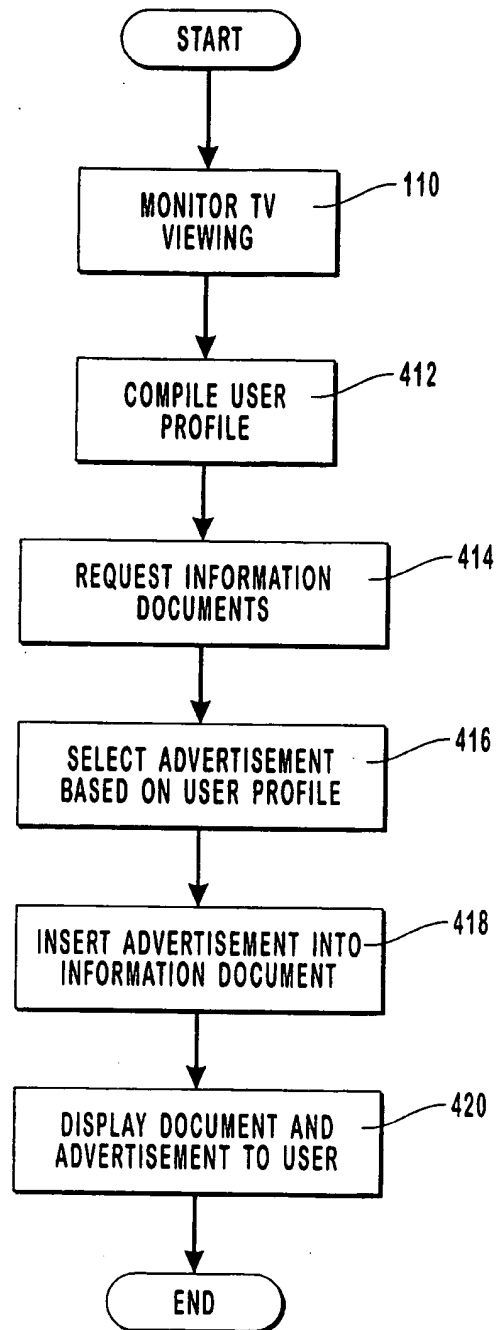 START
110
MONITOR TV
VIEWING
412
COMPILE USER
PROFILE
414
REQUEST INFORMATION
DOCUMENTS
416
SELECT ADVERTISEMENT
BASED ON USER PROFILE
418
INSERT ADVERTISEMENT INTO
INFORMATION DOCUMENT
420
DISPLAY DOCUMENT AND
ADVERTISEMENT TO USER
END